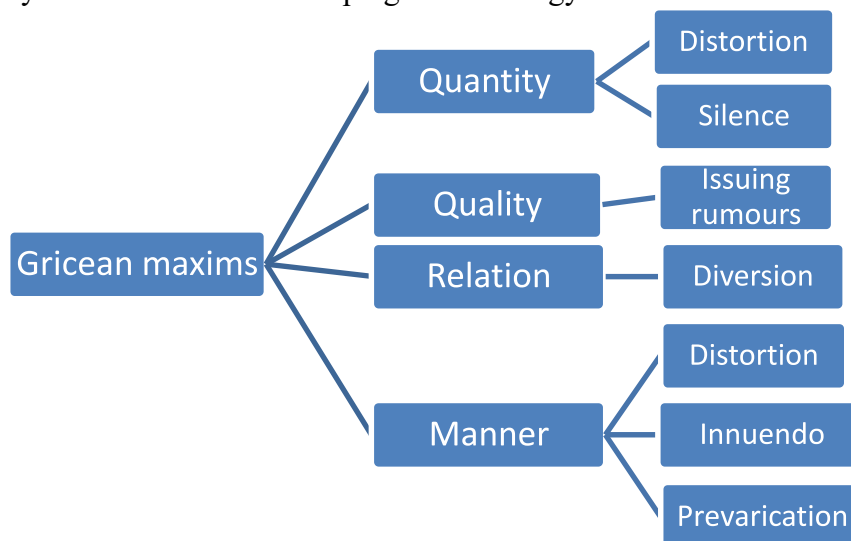 Distortion
Quantity
Silence
Issuing
rumours
Quality
Gricean maxims
Relation
Diversion
Distortion
Manner
Innuendo
Prevarication